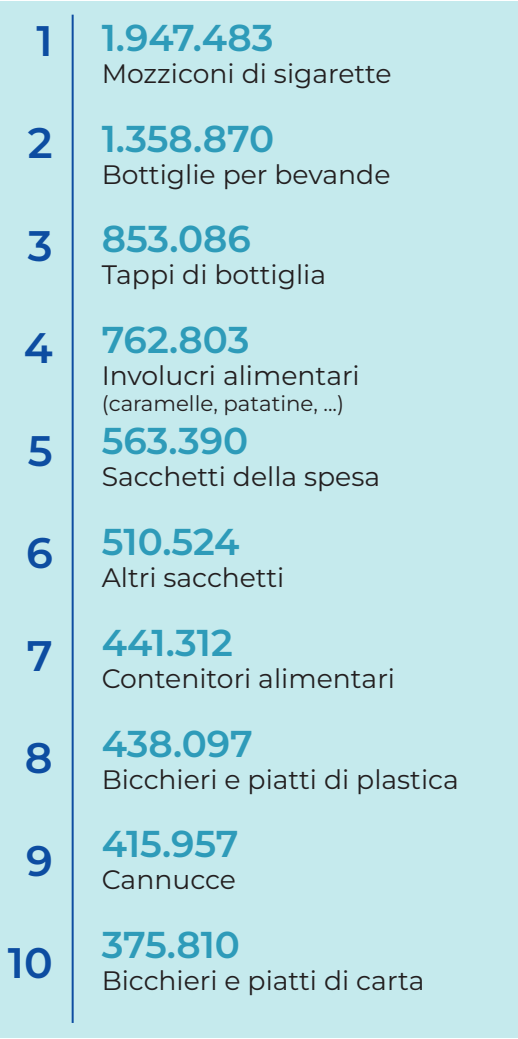 1
1.947.483
Mozziconi di sigarette
2
1.358.870
Bottiglie per bevande
3
853.086
Tappi di bottiglia
4
762.803
Involucri alimentari
(caramelle, patatine, ...)
5
563.390
Sacchetti della spesa
6
510.524
Altri sacchetti
7
441.312
Contenitori alimentari
8
438.097
Bicchieri e piatti di plastica
9
415.957
Cannucce
10
375.810
Bicchieri e piatti di carta